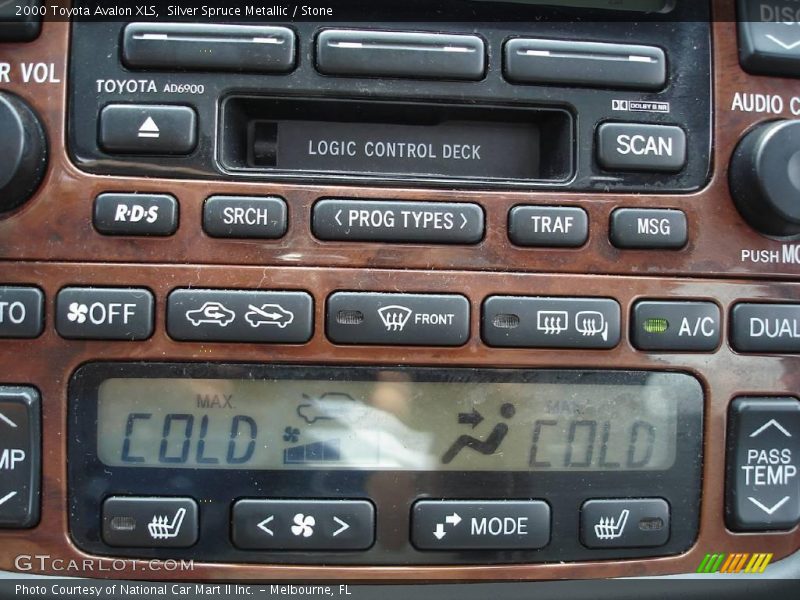 2000 Toyota Avalon XLS,  Silver Spruce Metallic / Stone
DISC
R VOL
TOYOTA AD6900
DOLBY B NR
AUDIO C
LOGIC CONTROL DECK
SCAN
R·D·S
SRCH
< PROG TYPES >
TRAF
MSG
PUSH MO
TO
OFF
FRONT
A/C
DUAL
MAX.
COLD
MAX.
COLD
MP
PASS
TEMP
< >
MODE
GTCARLOT.COM
Photo Courtesy of National Car Mart II Inc. – Melbourne, FL